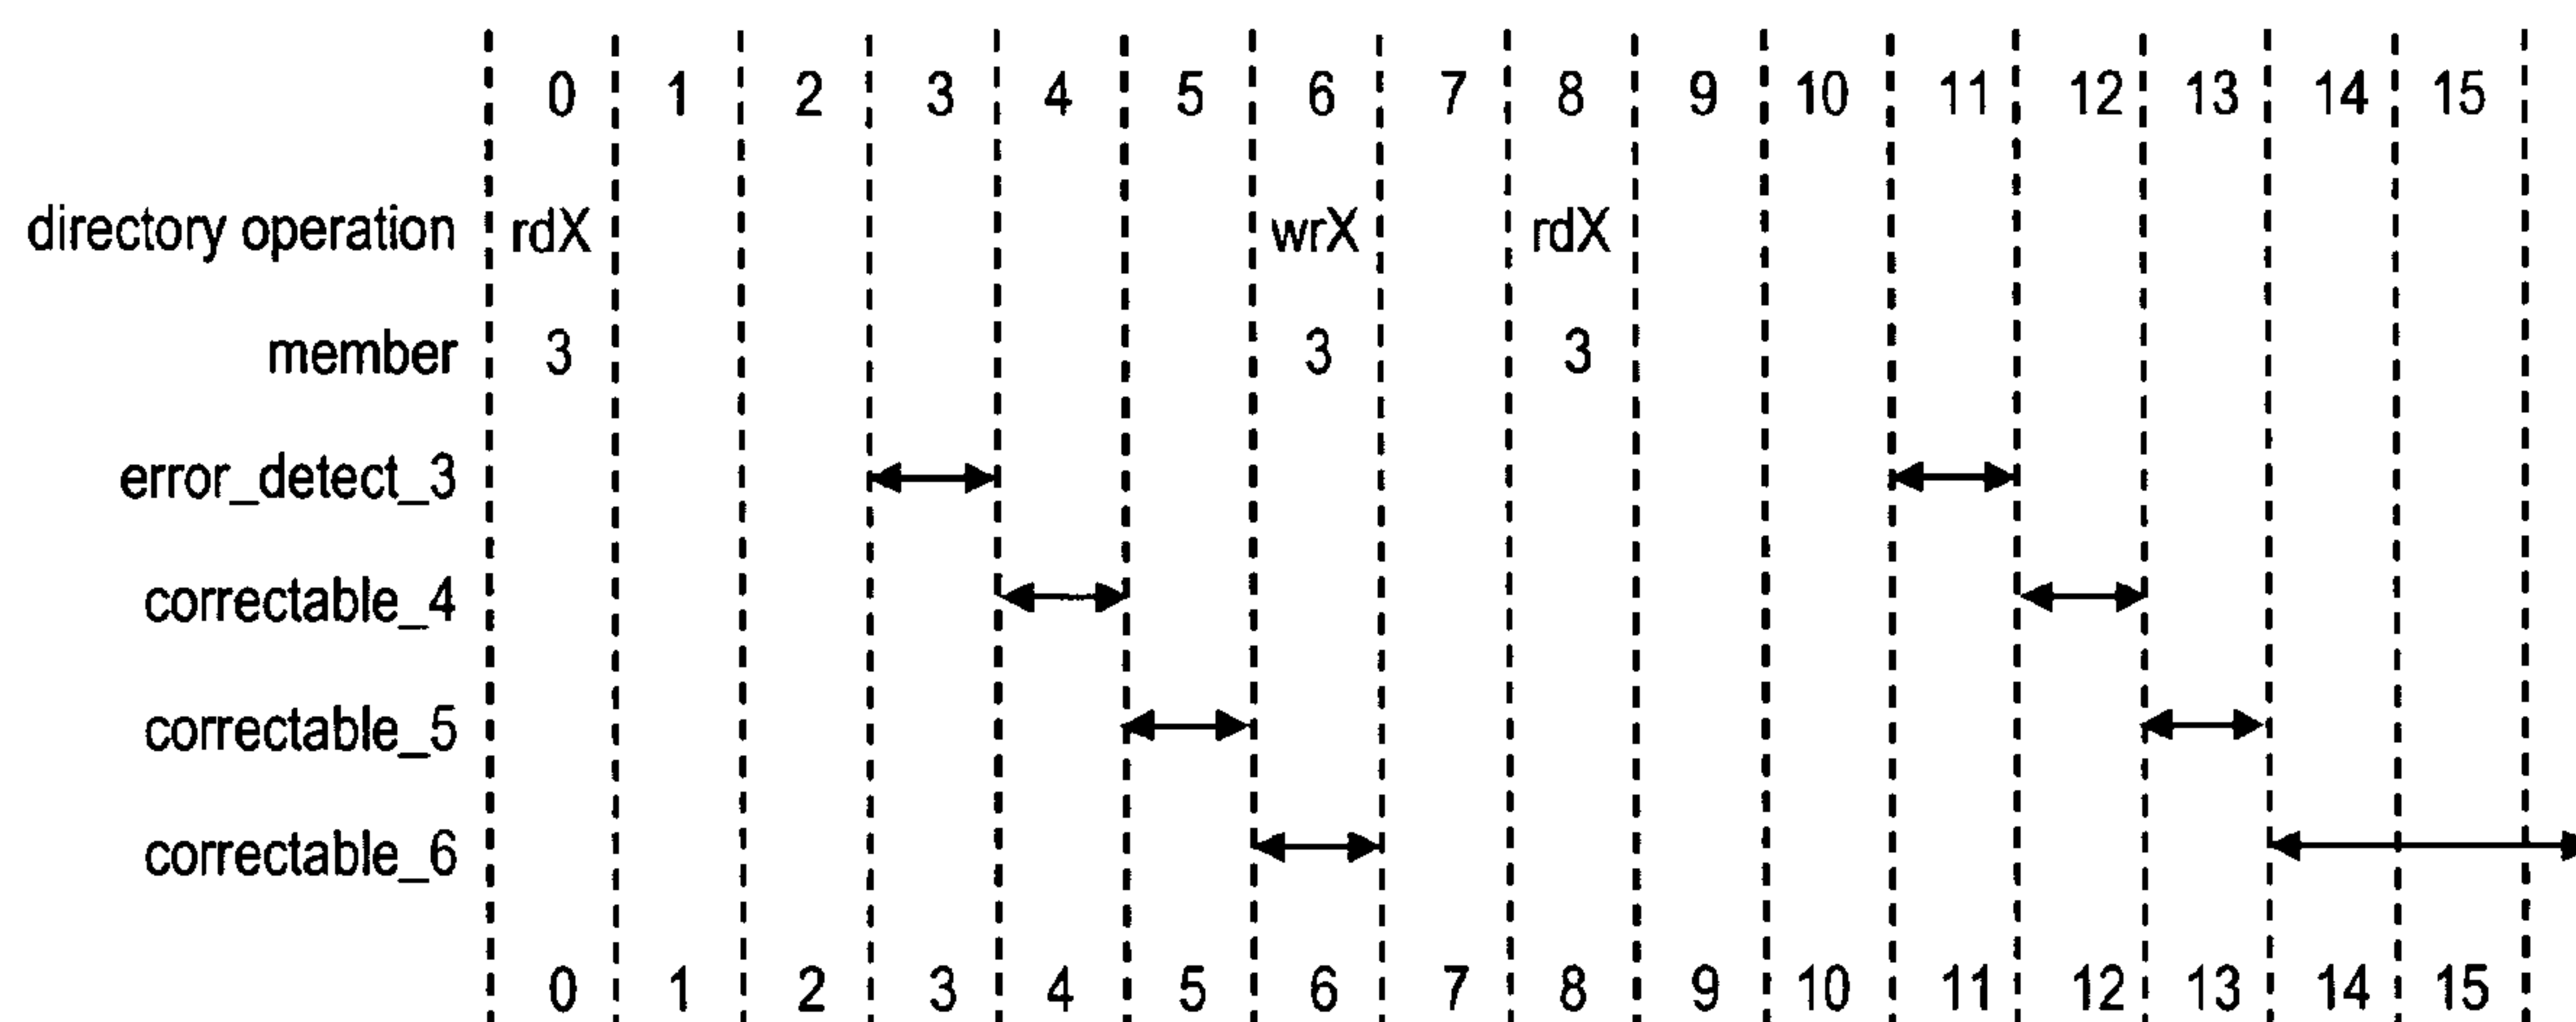 0 1 2 3 4 5 6 7 8 9 10 11 12 13 14 15
directory operation rdX wrX rdX
member 3 3 3
error_detect_3
correctable_4
correctable_5
correctable_6
0 1 2 3 4 5 6 7 8 9 10 11 12 13 14 15